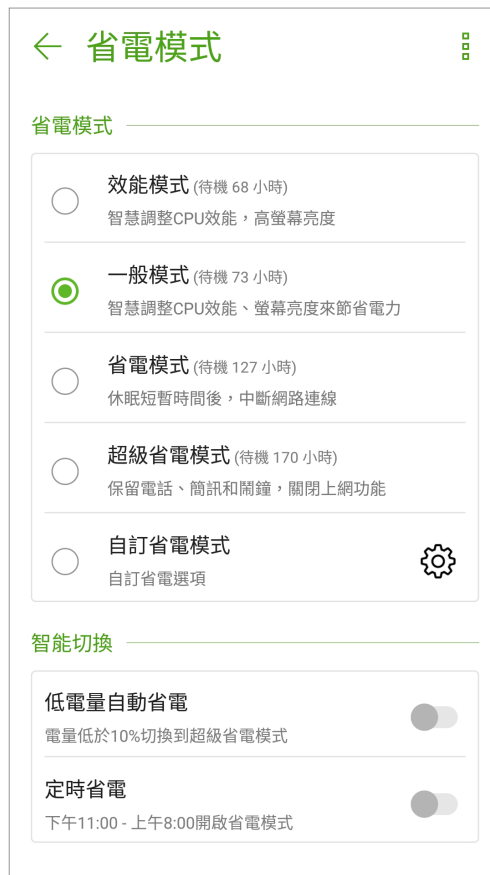 省電模式
省電模式
效能模式 (待機 68 小時)
智慧調整CPU效能，高螢幕亮度
一般模式 (待機 73 小時)
智慧調整CPU效能、螢幕亮度來節省電力
省電模式 (待機 127 小時)
休眠短暫時間後，中斷網路連線
超級省電模式 (待機 170 小時)
保留電話、簡訊和鬧鐘，關閉上網功能
自訂省電模式
自訂省電選項
智能切換
低電量自動省電
電量低於10%切換到超級省電模式
定時省電
下午11:00 - 上午8:00開啟省電模式